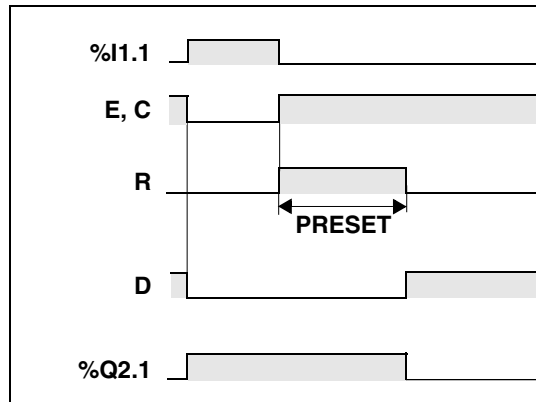 %I1.1
E, C
R
PRESET
D
%Q2.1